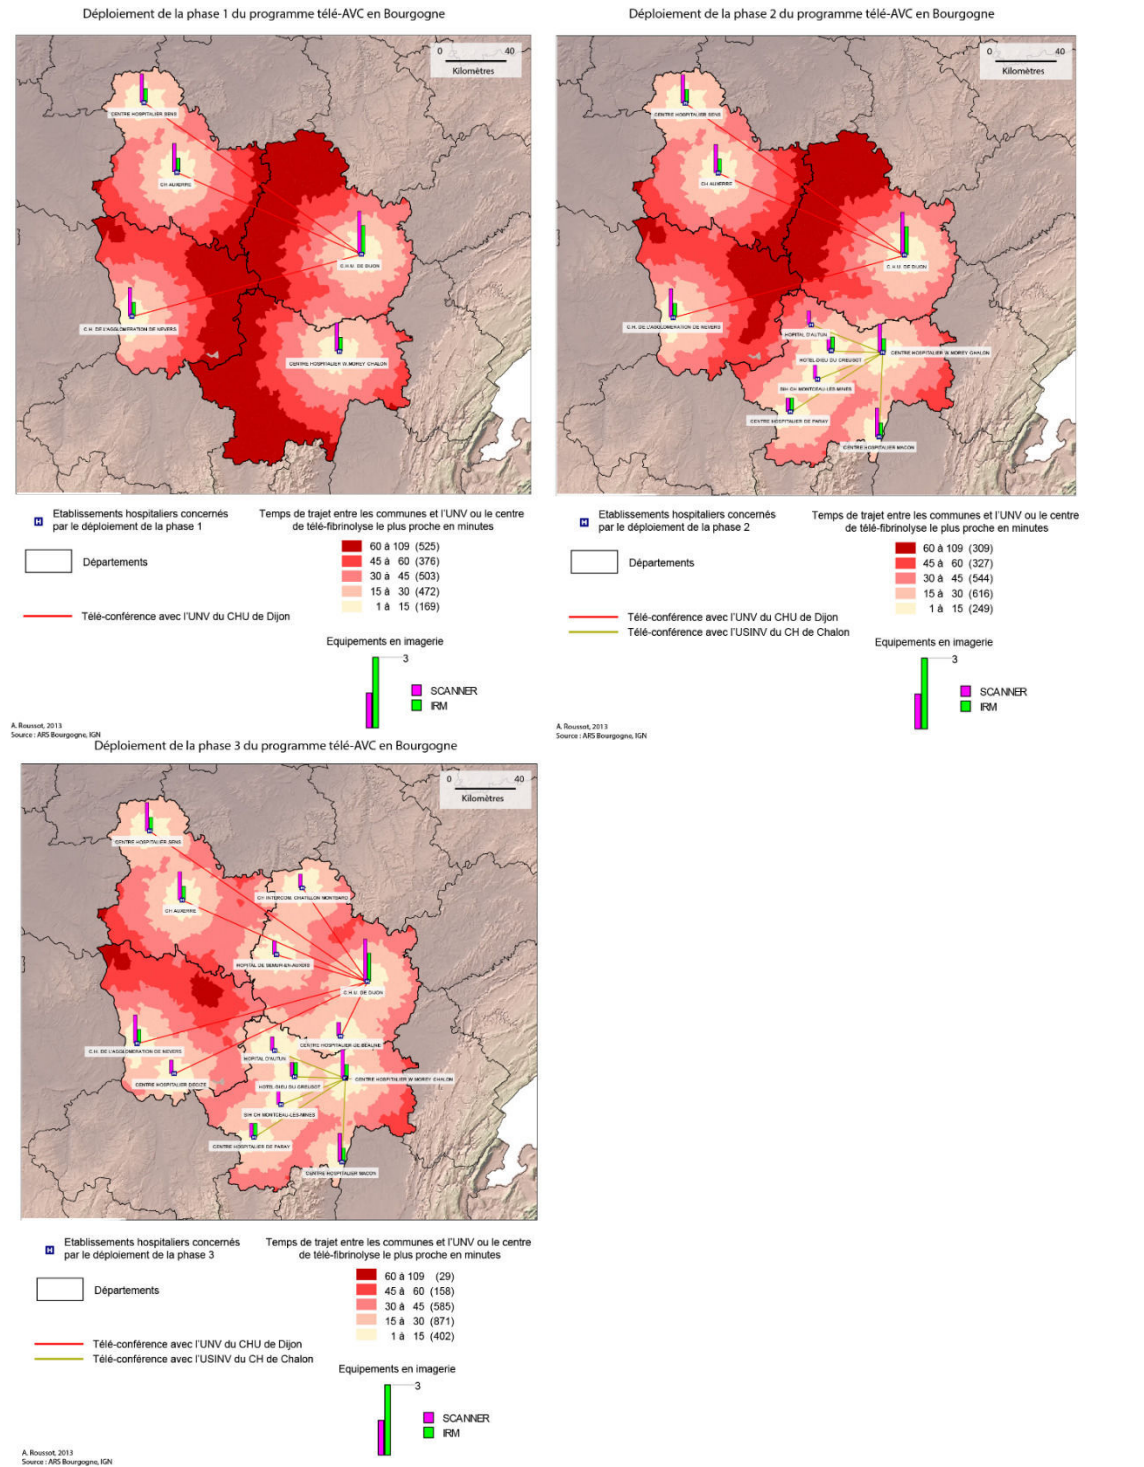 Déploiement de la phase 1 du programme télé-AVC en Bourgogne
0 40
Kilomètres
CENTRE HOSPITALIER SENS
CH AUXERRE
C.H.U. DE DIJON
C.H. DE L'AGGLOMERATION DE NEVERS
CENTRE HOSPITALIER W.MOREY CHALON
Etablissements hospitaliers concernés
par le déploiement de la phase 1
Départements
Télé-conférence avec l'UNV du CHU de Dijon
Temps de trajet entre les communes et l'UNV ou le centre
de télé-fibrinolyse le plus proche en minutes
60 à 109 (525)
45 à 60 (376)
30 à 45 (503)
15 à 30 (472)
1 à 15 (169)
Equipements en imagerie
3
SCANNER
IRM
A. Roussot, 2013
Source : ARS Bourgogne, IGN
Déploiement de la phase 2 du programme télé-AVC en Bourgogne
0 40
Kilomètres
CENTRE HOSPITALIER SENS
CH AUXERRE
C.H.U. DE DIJON
C.H. DE L'AGGLOMERATION DE NEVERS
HOPITAL D'AUTUN
CENTRE HOSPITALIER W.MOREY CHALON
HOTEL-DIEU DU CREUSOT
SIH CH MONTCEAU-LES-MINES
CENTRE HOSPITALIER DE PARAY
CENTRE HOSPITALIER MACON
Etablissements hospitaliers concernés
par le déploiement de la phase 2
Départements
Télé-conférence avec l'UNV du CHU de Dijon
Télé-conférence avec l'USINV du CH de Chalon
Temps de trajet entre les communes et l'UNV ou le centre
de télé-fibrinolyse le plus proche en minutes
60 à 109 (309)
45 à 60 (327)
30 à 45 (544)
15 à 30 (616)
1 à 15 (249)
Equipements en imagerie
3
SCANNER
IRM
A. Roussot, 2013
Source : ARS Bourgogne, IGN
Déploiement de la phase 3 du programme télé-AVC en Bourgogne
0 40
Kilomètres
CENTRE HOSPITALIER SENS
CH INTERCOM. CHATILLON MONTBARD
CH AUXERRE
HOPITAL DE SEMUR-EN-AUXOIS
C.H.U. DE DIJON
CENTRE HOSPITALIER DE BEAUNE
C.H. DE L'AGGLOMERATION DE NEVERS
HOPITAL D'AUTUN
CENTRE HOSPITALIER DECIZE
HOTEL-DIEU DU CREUSOT
CENTRE HOSPITALIER W.MOREY CHALON
SIH CH MONTCEAU-LES-MINES
CENTRE HOSPITALIER DE PARAY
CENTRE HOSPITALIER MACON
Etablissements hospitaliers concernés
par le déploiement de la phase 3
Départements
Télé-conférence avec l'UNV du CHU de Dijon
Télé-conférence avec l'USINV du CH de Chalon
Temps de trajet entre les communes et l'UNV ou le centre
de télé-fibrinolyse le plus proche en minutes
60 à 109 (29)
45 à 60 (158)
30 à 45 (585)
15 à 30 (871)
1 à 15 (402)
Equipements en imagerie
3
SCANNER
IRM
A. Roussot, 2013
Source : ARS Bourgogne, IGN